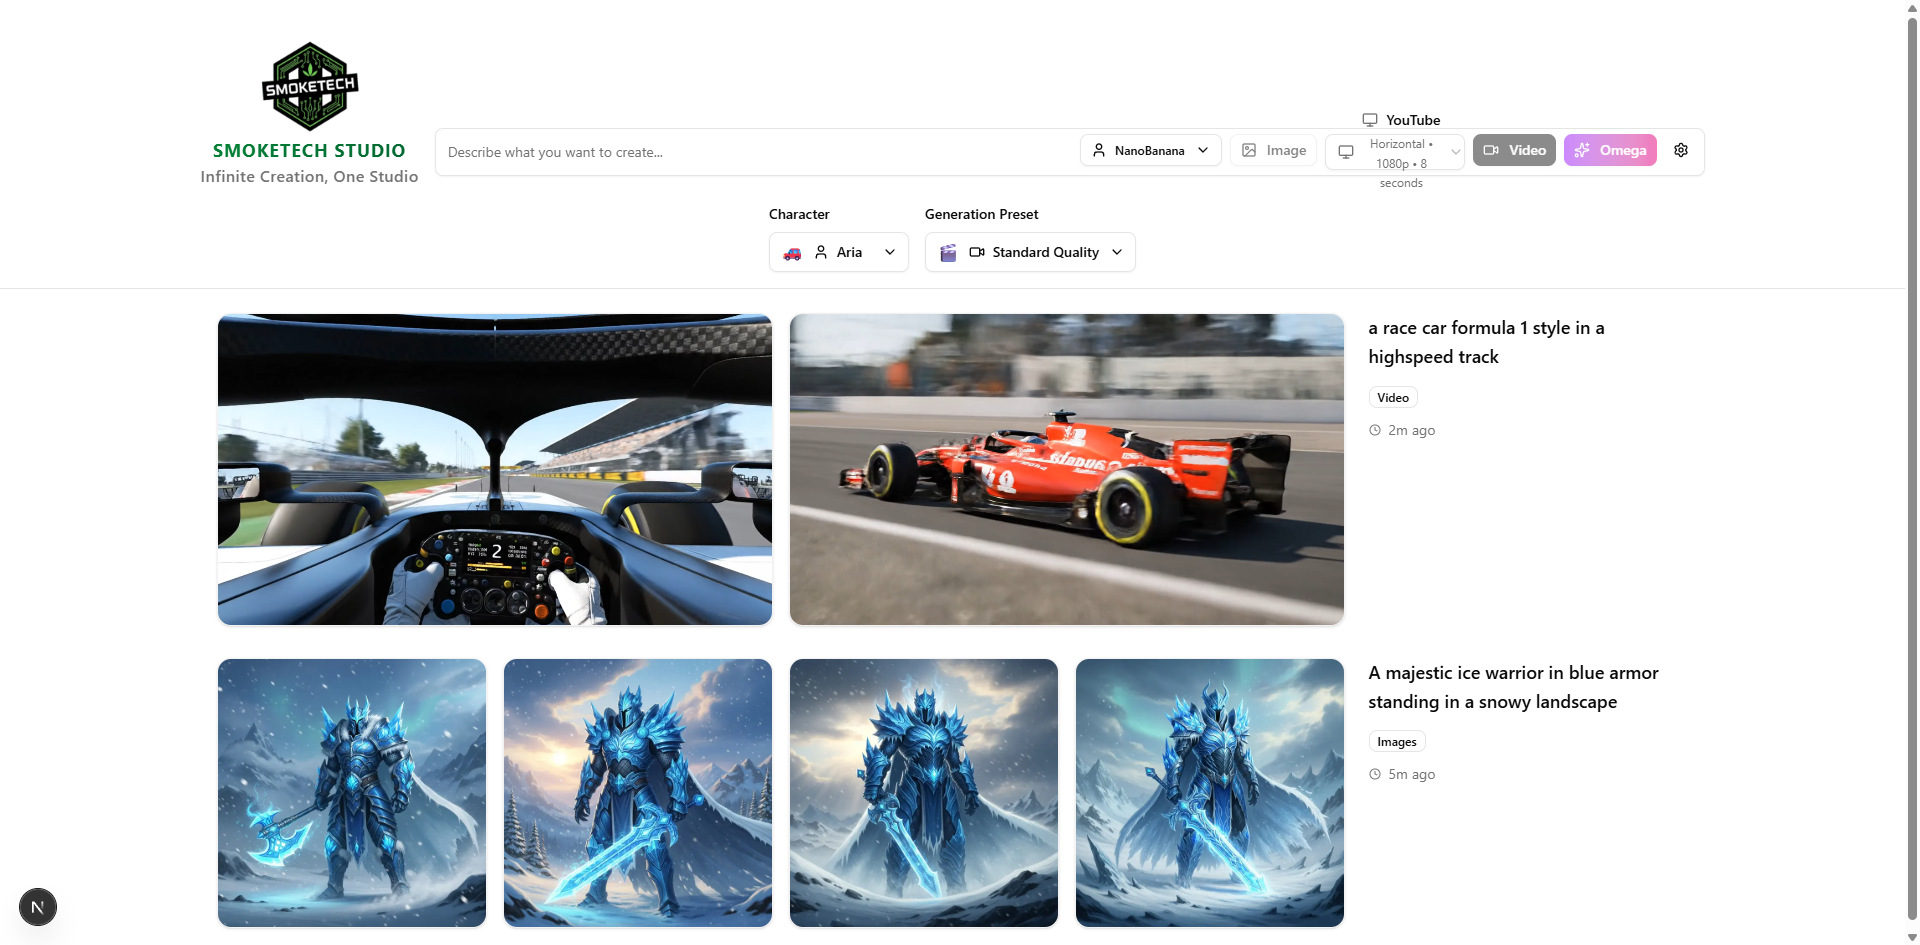 SMOKETECH
SMOKETECH STUDIO
Infinite Creation, One Studio
Describe what you want to create...
NanoBanana
Image
YouTube
Horizontal •
1080p • 8
seconds
Video
Omega
Character
Generation Preset
Aria
Standard Quality
2
a race car formula 1 style in a
highspeed track
Video
2m ago
A majestic ice warrior in blue armor
standing in a snowy landscape
Images
5m ago
N